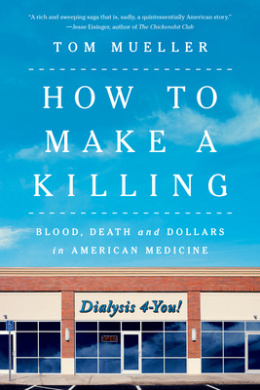 "A rich and sweeping saga that is, sadly, a quintessentially American story."
—Jesse Eisinger, author of The Chickenshit Club
TOM MUELLER
HOW TO
MAKE A
KILLING
BLOOD, DEATH and DOLLARS
in AMERICAN MEDICINE
Dialysis 4-You!